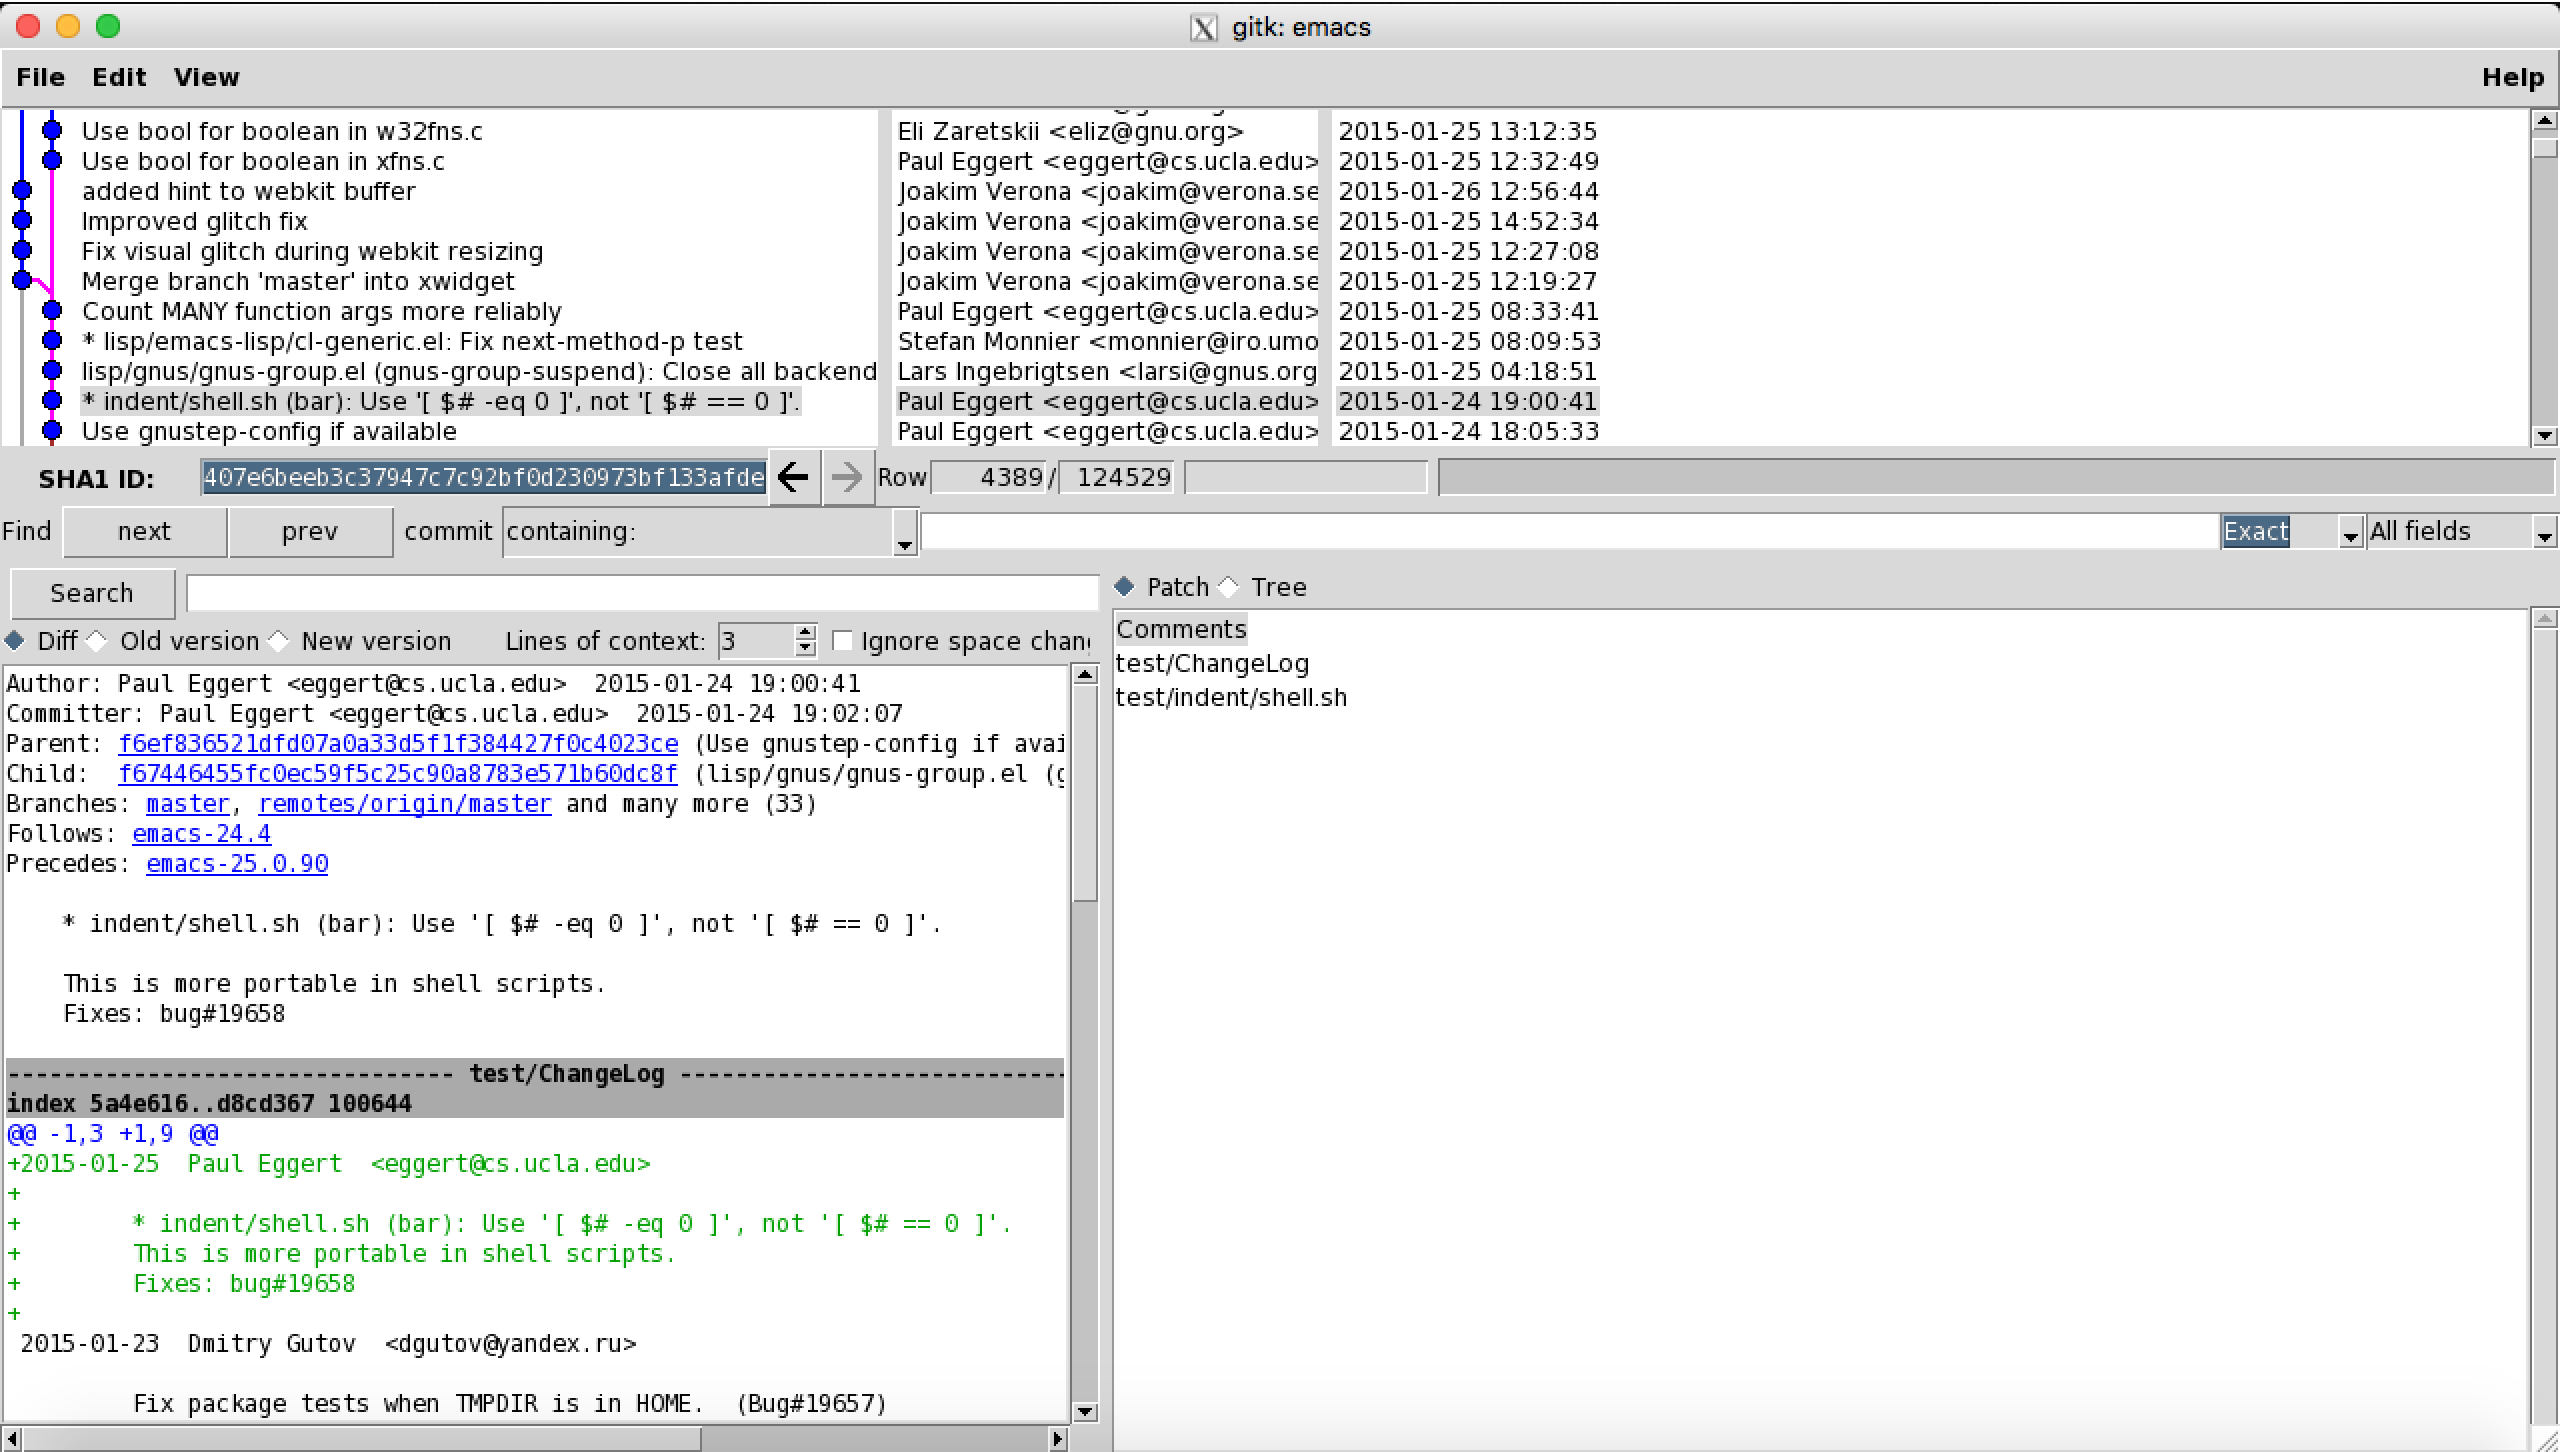 gitk: emacs
File Edit View Help
Use bool for boolean in w32fns.c Eli Zaretskii <eliz@gnu.org> 2015-01-25 13:12:35
Use bool for boolean in xfns.c Paul Eggert <eggert@cs.ucla.edu> 2015-01-25 12:32:49
added hint to webkit buffer Joakim Verona <joakim@verona.se 2015-01-26 12:56:44
Improved glitch fix Joakim Verona <joakim@verona.se 2015-01-25 14:52:34
Fix visual glitch during webkit resizing Joakim Verona <joakim@verona.se 2015-01-25 12:27:08
Merge branch 'master' into xwidget Joakim Verona <joakim@verona.se 2015-01-25 12:19:27
Count MANY function args more reliably Paul Eggert <eggert@cs.ucla.edu> 2015-01-25 08:33:41
* lisp/emacs-lisp/cl-generic.el: Fix next-method-p test Stefan Monnier <monnier@iro.umo 2015-01-25 08:09:53
lisp/gnus/gnus-group.el (gnus-group-suspend): Close all backend Lars Ingebrigtsen <larsi@gnus.org 2015-01-25 04:18:51
* indent/shell.sh (bar): Use '[ $# -eq 0 ]', not '[ $# == 0 ]'. Paul Eggert <eggert@cs.ucla.edu> 2015-01-24 19:00:41
Use gnustep-config if available Paul Eggert <eggert@cs.ucla.edu> 2015-01-24 18:05:33
SHA1 ID: 407e6beeb3c37947c7c92bf0d230973bf133afde Row 4389 / 124529
Find next prev commit containing: Exact All fields
Search
Patch Tree
Diff Old version New version Lines of context: 3 Ignore space chan
Comments
test/ChangeLog
test/indent/shell.sh
Author: Paul Eggert <eggert@cs.ucla.edu>  2015-01-24 19:00:41
Committer: Paul Eggert <eggert@cs.ucla.edu>  2015-01-24 19:02:07
Parent: f6ef836521dfd07a0a33d5f1f384427f0c4023ce (Use gnustep-config if avai
Child:  f67446455fc0ec59f5c25c90a8783e571b60dc8f (lisp/gnus/gnus-group.el (g
Branches: master, remotes/origin/master and many more (33)
Follows: emacs-24.4
Precedes: emacs-25.0.90
* indent/shell.sh (bar): Use '[ $# -eq 0 ]', not '[ $# == 0 ]'.
This is more portable in shell scripts.
Fixes: bug#19658
-------------------------------- test/ChangeLog ----------------------------
index 5a4e616..d8cd367 100644
@@ -1,3 +1,9 @@
+2015-01-25  Paul Eggert  <eggert@cs.ucla.edu>
+
+        * indent/shell.sh (bar): Use '[ $# -eq 0 ]', not '[ $# == 0 ]'.
+        This is more portable in shell scripts.
+        Fixes: bug#19658
+
2015-01-23  Dmitry Gutov  <dgutov@yandex.ru>
Fix package tests when TMPDIR is in HOME.  (Bug#19657)